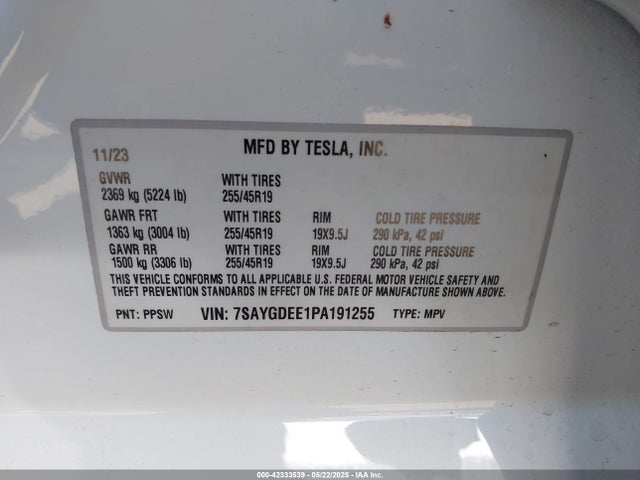 11/23 MFD BY TESLA, INC.
GVWR WITH TIRES
2369 kg (5224 lb) 255/45R19
GAWR FRT WITH TIRES RIM COLD TIRE PRESSURE
1363 kg (3004 lb) 255/45R19 19X9.5J 290 kPa, 42 psi
GAWR RR WITH TIRES RIM COLD TIRE PRESSURE
1500 kg (3306 lb) 255/45R19 19X9.5J 290 kPa, 42 psi
THIS VEHICLE CONFORMS TO ALL APPLICABLE U.S. FEDERAL MOTOR VEHICLE SAFETY AND
THEFT PREVENTION STANDARDS IN EFFECT ON THE DATE OF MANUFACTURE SHOWN ABOVE.
PNT: PPSW VIN: 7SAYGDEE1PA191255 TYPE: MPV
000-42333539 - 05/22/2025 - IAAI.COM